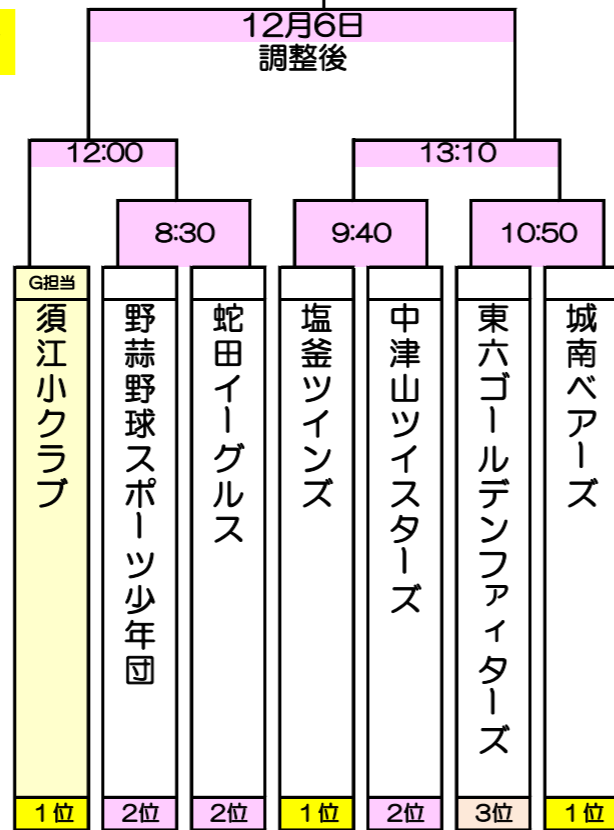 12月6日
調整後
12:00
13:10
8:30
9:40
10:50
G担当
須江小クラブ
野蒜野球スポーツ少年団
蛇田イーグルス
塩釜ツインズ
中津山ツイスターズ
東六ゴールデンファイターズ
城南ベアーズ
1位
2位
2位
1位
2位
3位
1位